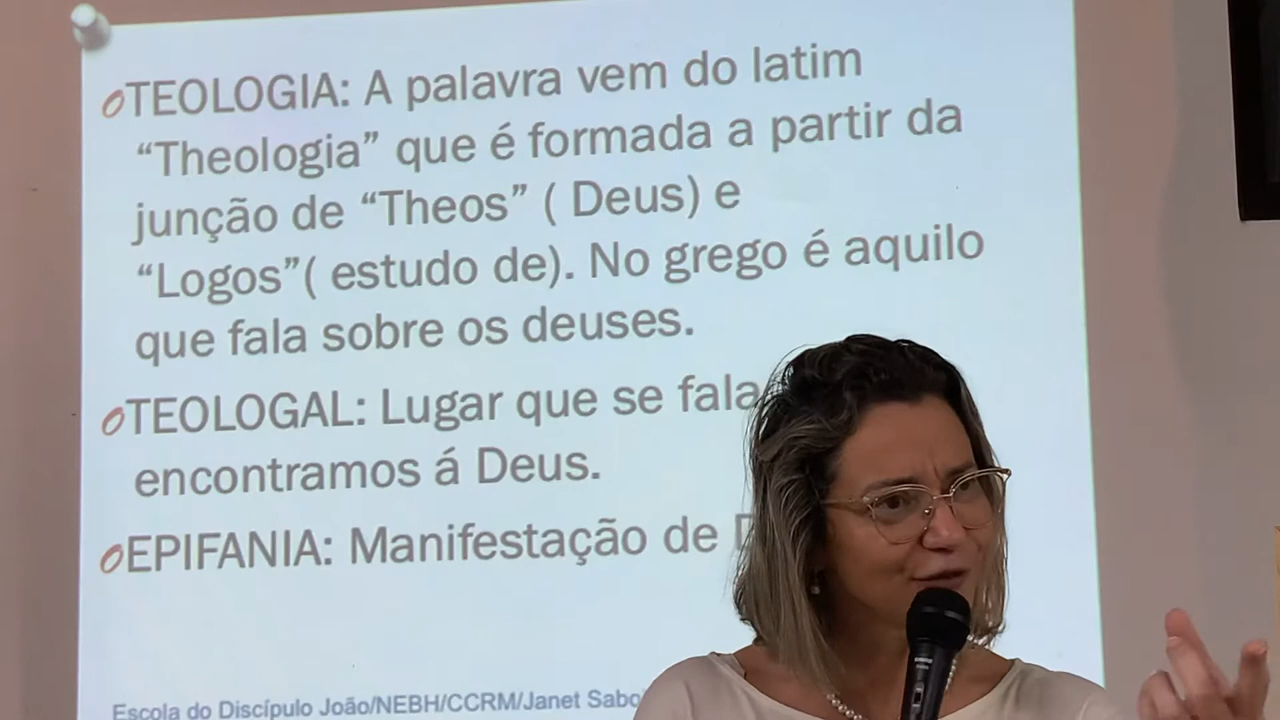 TEOLOGIA: A palavra vem do latim
“Theologia” que é formada a partir da
junção de “Theos” ( Deus) e
“Logos”( estudo de). No grego é aquilo
que fala sobre os deuses.
TEOLOGAL: Lugar que se fala
encontramos á Deus.
EPIFANIA: Manifestação de
Escola do Discípulo João/NEBH/CCRM/Janet